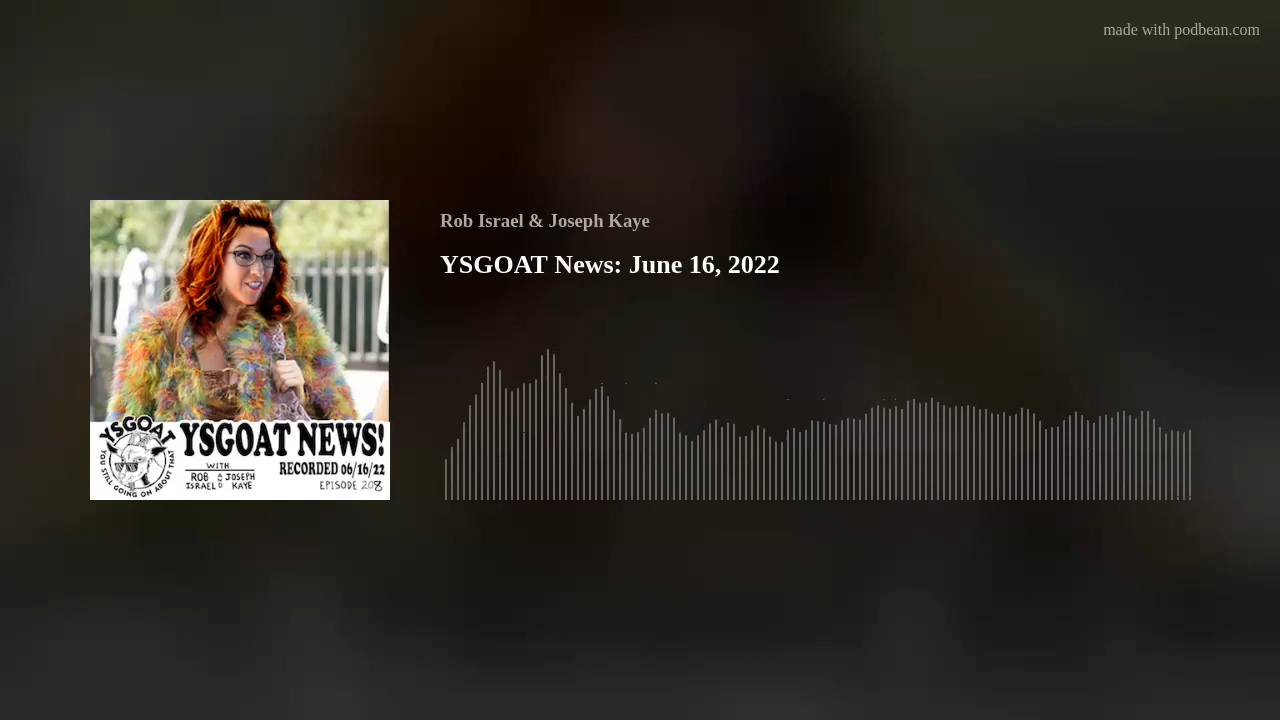 made with podbean.com
Rob Israel & Joseph Kaye
YSGOAT News: June 16, 2022
YSGOAT
YOU STILL GOING ON ABOUT THAT
YSGOAT NEWS!
RECORDED 06/16/22
WITH
ROB ISRAEL AND JOSEPH KAYE
EPISODE 208